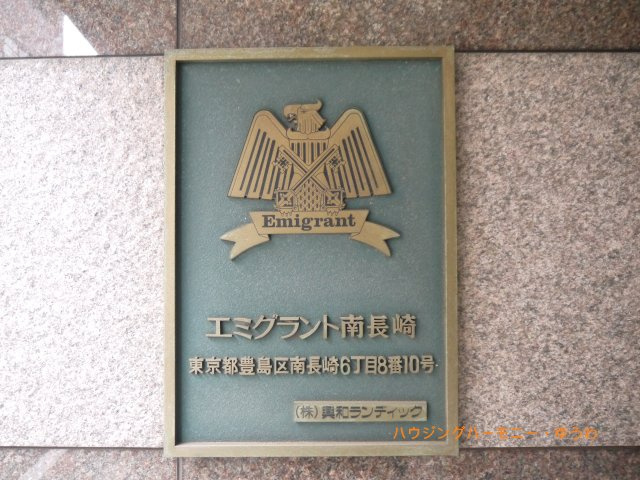 Emigrant
エミグラント南長崎
東京都豊島区南長崎6丁目8番10号
(株)興和ランディック
ハウジングハーモニー・ゆうわ